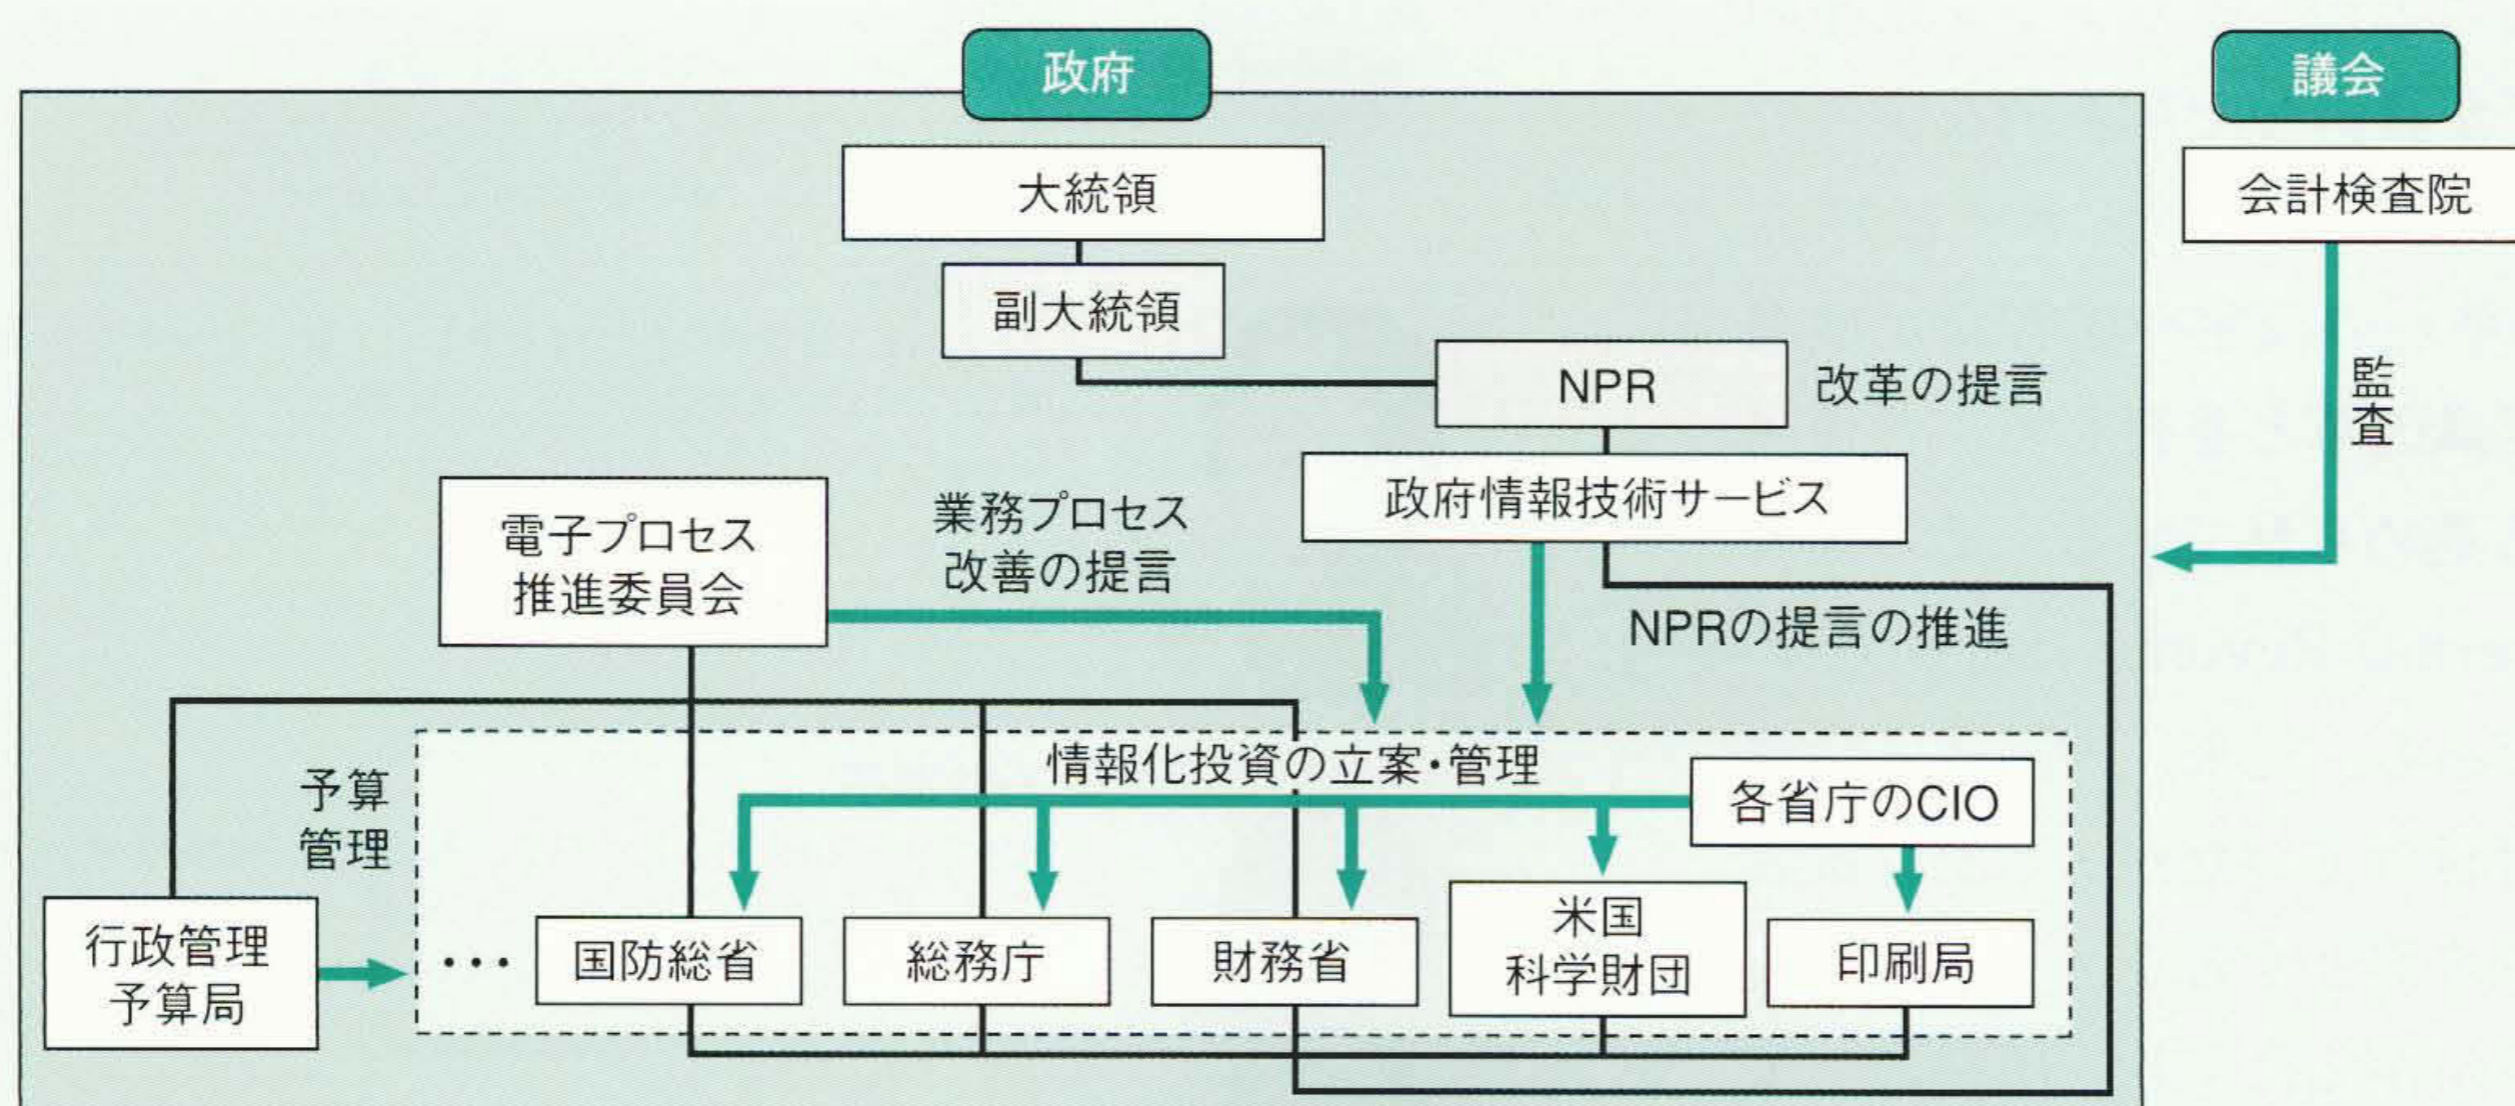 政府
議会
大統領
会計検査院
副大統領
NPR
改革の提言
監査
政府情報技術サービス
電子プロセス
推進委員会
業務プロセス
改善の提言
NPRの提言の推進
情報化投資の立案・管理
各省庁のCIO
予算
管理
行政管理
予算局
…
国防総省
総務庁
財務省
米国
科学財団
印刷局